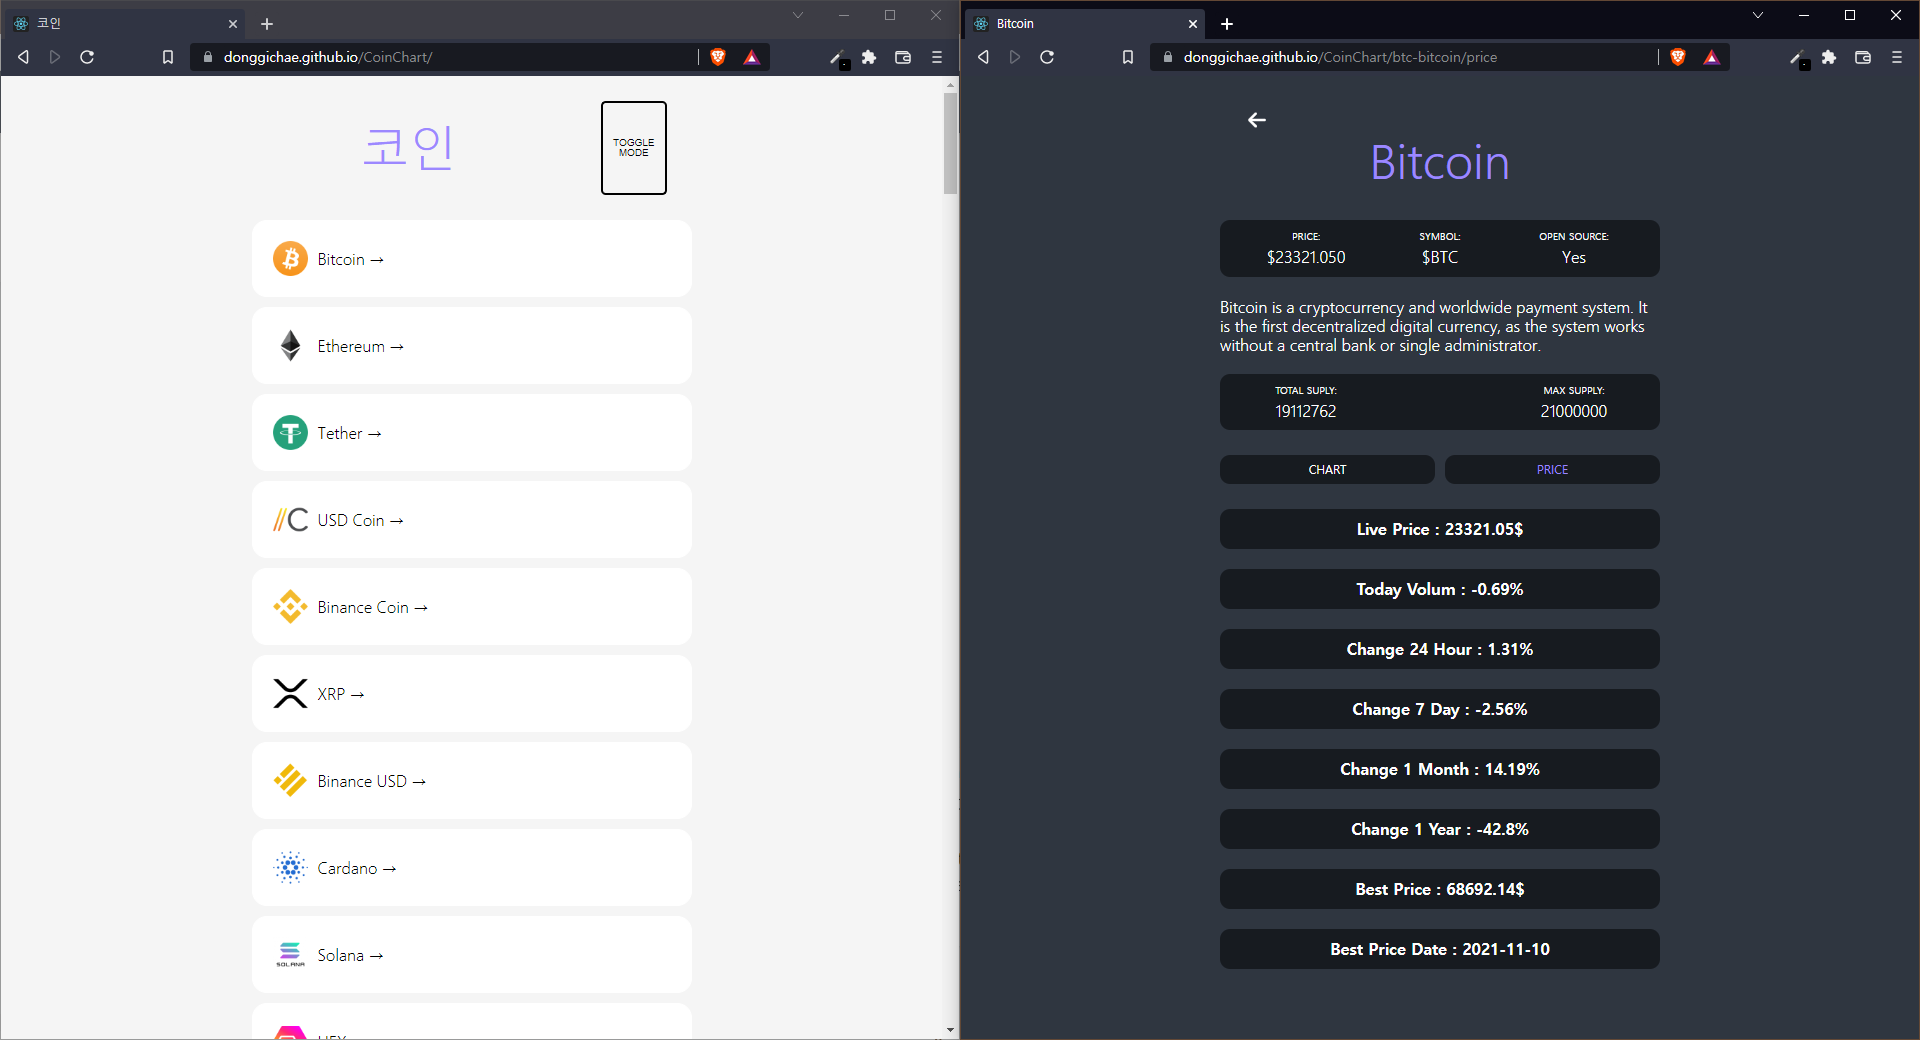 코인
donggichae.github.io/CoinChart/
코인
TOGGLE
MODE
Bitcoin →
Ethereum →
Tether →
USD Coin →
Binance Coin →
XRP →
Binance USD →
Cardano →
SOLANA
Solana →
Bitcoin
donggichae.github.io/CoinChart/btc-bitcoin/price
Bitcoin
PRICE:
$23321.050
SYMBOL:
$BTC
OPEN SOURCE:
Yes
Bitcoin is a cryptocurrency and worldwide payment system. It
is the first decentralized digital currency, as the system works
without a central bank or single administrator.
TOTAL SUPLY:
19112762
MAX SUPPLY:
21000000
CHART
PRICE
Live Price : 23321.05$
Today Volum : -0.69%
Change 24 Hour : 1.31%
Change 7 Day : -2.56%
Change 1 Month : 14.19%
Change 1 Year : -42.8%
Best Price : 68692.14$
Best Price Date : 2021-11-10